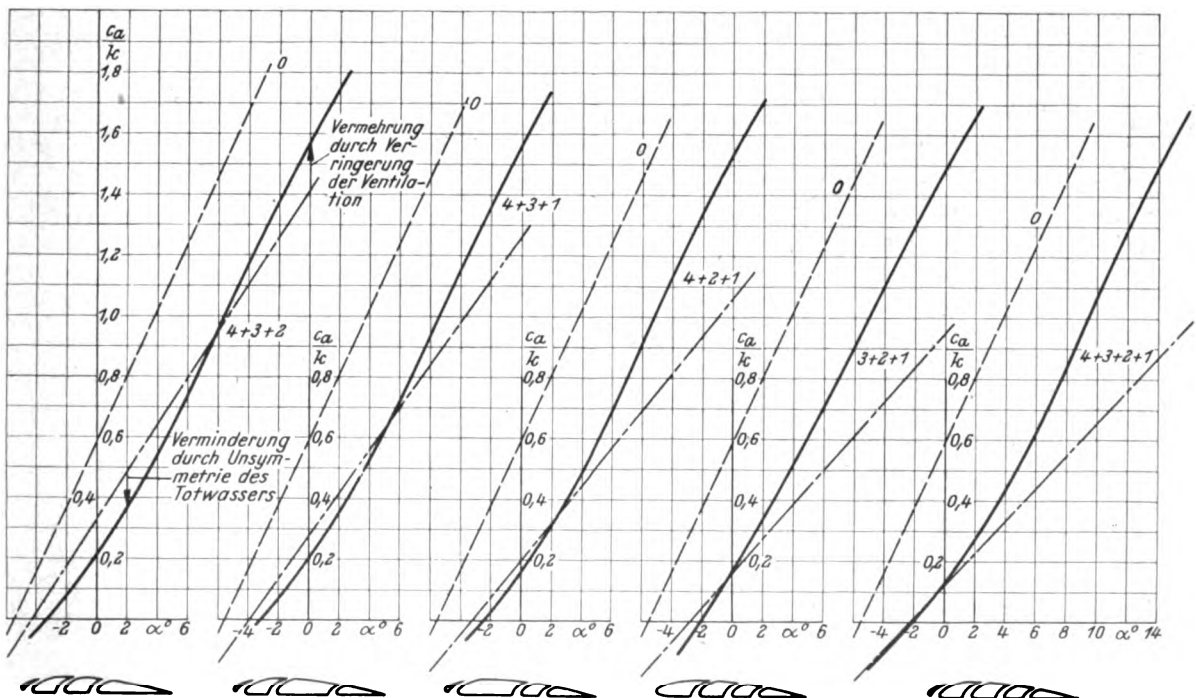 ca
k
1,8
1,6
1,4
1,2
1,0
0,8
0,6
0,4
0,2
0
Vermehrung
durch Ver-
ringerung
der Ventila-
tion
4+3+2
Verminderung
durch Unsym-
metrie des
Totwassers
-2 0 2 α° 6
0
4+3+1
ca
k
0,8
0,6
0,4
0,2
-4 -2 0 2 α° 6
0
4+2+1
ca
k
0,8
0,6
0,4
0,2
-4 -2 0 2 α° 6
0
3+2+1
ca
k
0,8
0,6
0,4
0,2
-4 -2 0 2 α° 6
0
4+3+2+1
ca
k
0,8
0,6
0,4
0,2
-4 -2 0 2 4 6 8 10 α° 14